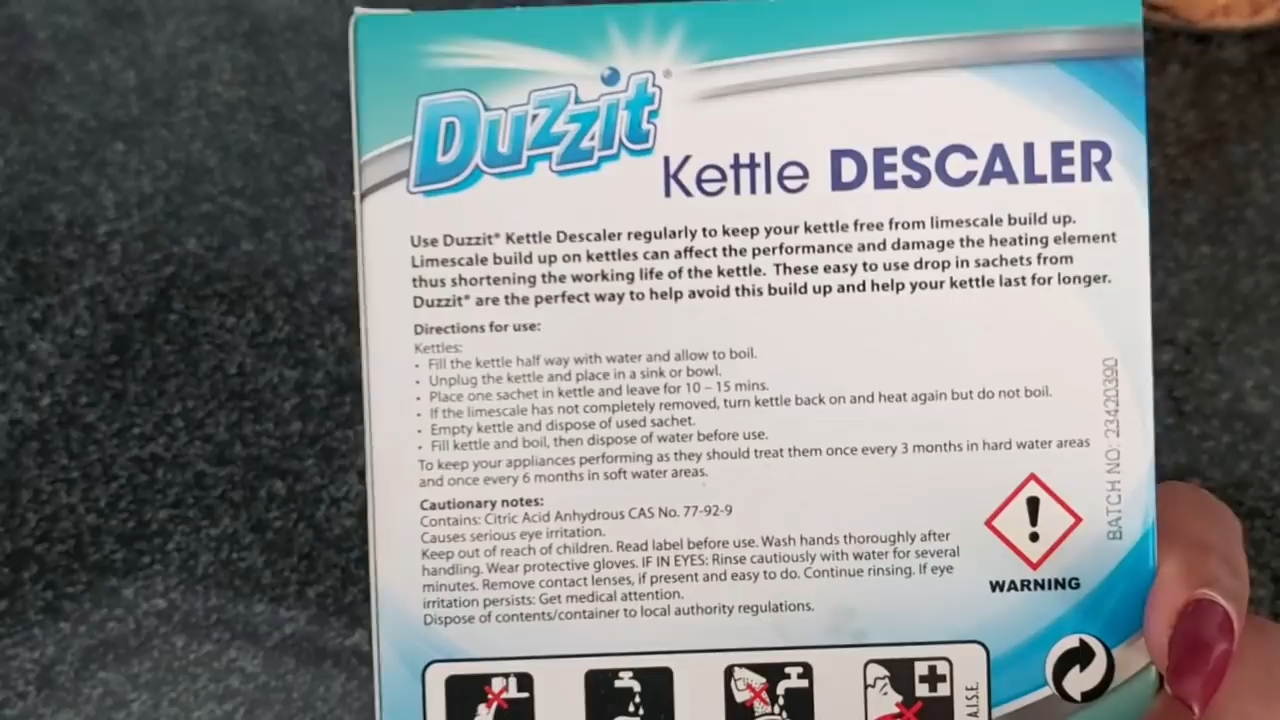 Duzzit®
Kettle DESCALER
Use Duzzit® Kettle Descaler regularly to keep your kettle free from limescale build up.
Limescale build up on kettles can affect the performance and damage the heating element
thus shortening the working life of the kettle. These easy to use drop in sachets from
Duzzit® are the perfect way to help avoid this build up and help your kettle last for longer.
Directions for use:
Kettles:
• Fill the kettle half way with water and allow to boil.
• Unplug the kettle and place in a sink or bowl.
• Place one sachet in kettle and leave for 10 – 15 mins.
• If the limescale has not completely removed, turn kettle back on and heat again but do not boil.
• Empty kettle and dispose of used sachet.
• Fill kettle and boil, then dispose of water before use.
To keep your appliances performing as they should treat them once every 3 months in hard water areas
and once every 6 months in soft water areas.
Cautionary notes:
Contains: Citric Acid Anhydrous CAS No. 77-92-9
Causes serious eye irritation.
Keep out of reach of children. Read label before use. Wash hands thoroughly after
handling. Wear protective gloves. IF IN EYES: Rinse cautiously with water for several
minutes. Remove contact lenses, if present and easy to do. Continue rinsing. If eye
irritation persists: Get medical attention.
Dispose of contents/container to local authority regulations.
WARNING
BATCH NO: 23420390
A.I.S.E.